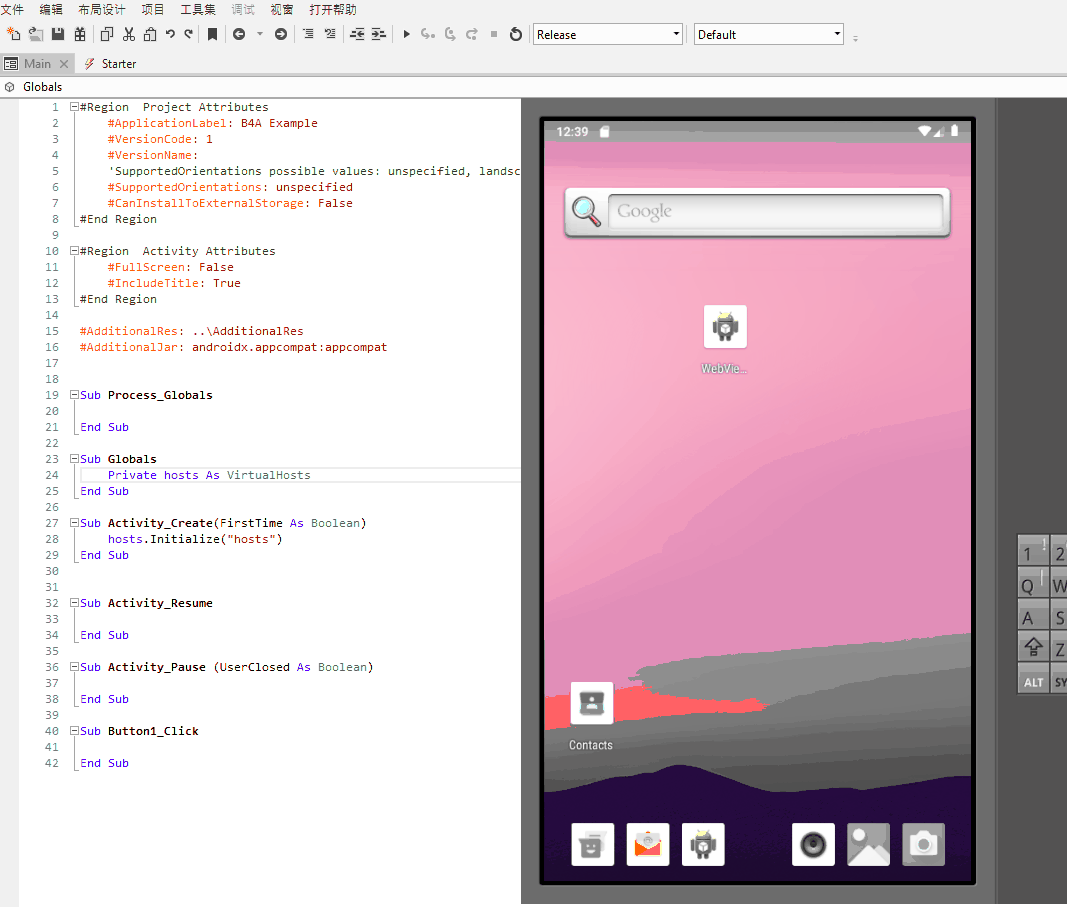 文件 编辑 布局设计 项目 工具集 调试 视窗 打开帮助
Release Default
Main Starter
Globals
1 #Region  Project Attributes
2 #ApplicationLabel: B4A Example
3 #VersionCode: 1
4 #VersionName:
5 'SupportedOrientations possible values: unspecified, landsc
6 #SupportedOrientations: unspecified
7 #CanInstallToExternalStorage: False
8 #End Region
9
10 #Region  Activity Attributes
11 #FullScreen: False
12 #IncludeTitle: True
13 #End Region
14
15 #AdditionalRes: ..\AdditionalRes
16 #AdditionalJar: androidx.appcompat:appcompat
17
18
19 Sub Process_Globals
20
21 End Sub
22
23 Sub Globals
24 Private hosts As VirtualHosts
25 End Sub
26
27 Sub Activity_Create(FirstTime As Boolean)
28 hosts.Initialize("hosts")
29 End Sub
30
31
32 Sub Activity_Resume
33
34 End Sub
35
36 Sub Activity_Pause (UserClosed As Boolean)
37
38 End Sub
39
40 Sub Button1_Click
41
42 End Sub
12:39
Google
WebVie...
Contacts
1 ! 2
Q | W
A S
Z
ALT SY